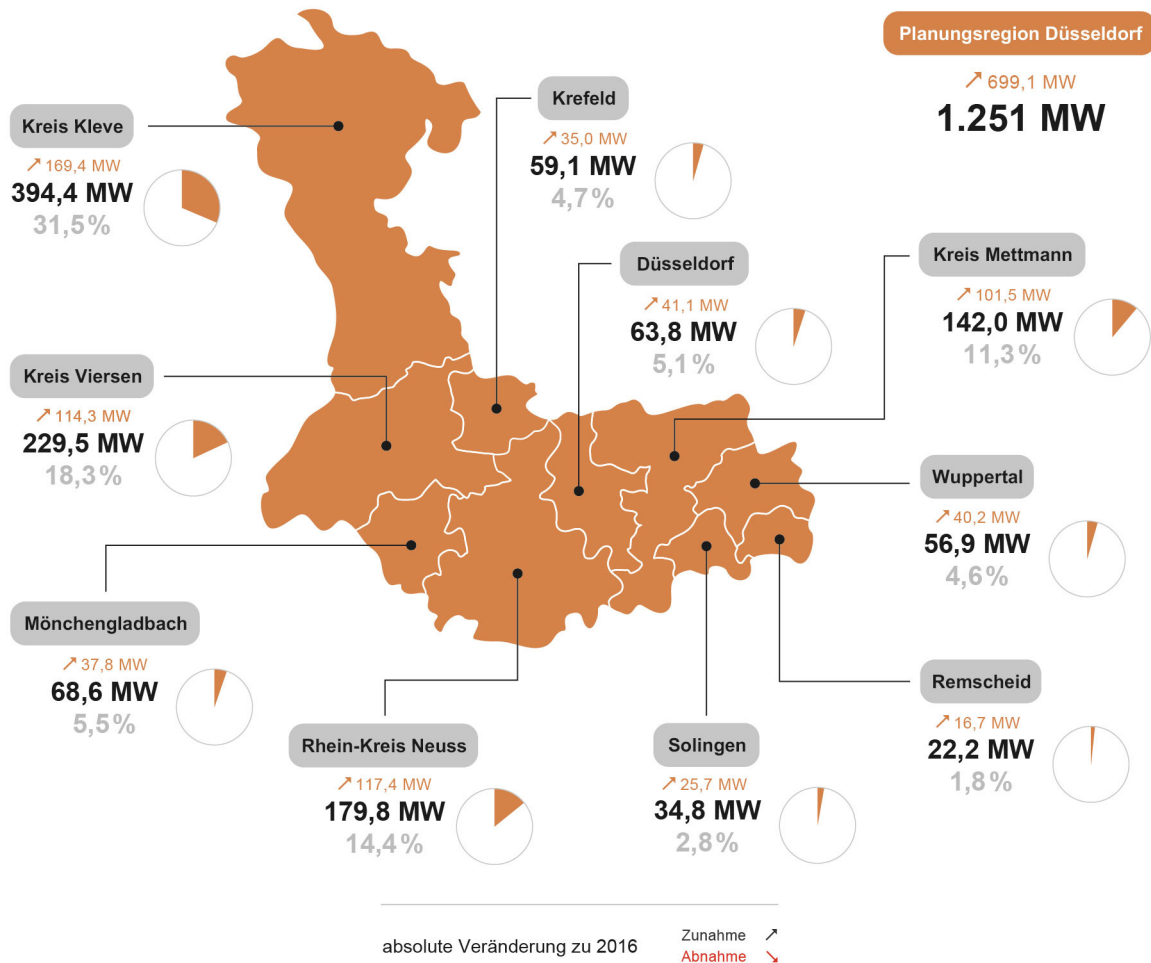 Planungsregion Düsseldorf
↗ 699,1 MW
1.251 MW
Kreis Kleve
↗ 169,4 MW
394,4 MW
31,5%
Krefeld
↗ 35,0 MW
59,1 MW
4,7%
Düsseldorf
↗ 41,1 MW
63,8 MW
5,1%
Kreis Mettmann
↗ 101,5 MW
142,0 MW
11,3%
Kreis Viersen
↗ 114,3 MW
229,5 MW
18,3%
Wuppertal
↗ 40,2 MW
56,9 MW
4,6%
Mönchengladbach
↗ 37,8 MW
68,6 MW
5,5%
Rhein-Kreis Neuss
↗ 117,4 MW
179,8 MW
14,4%
Solingen
↗ 25,7 MW
34,8 MW
2,8%
Remscheid
↗ 16,7 MW
22,2 MW
1,8%
absolute Veränderung zu 2016
Zunahme ↗
Abnahme ↘